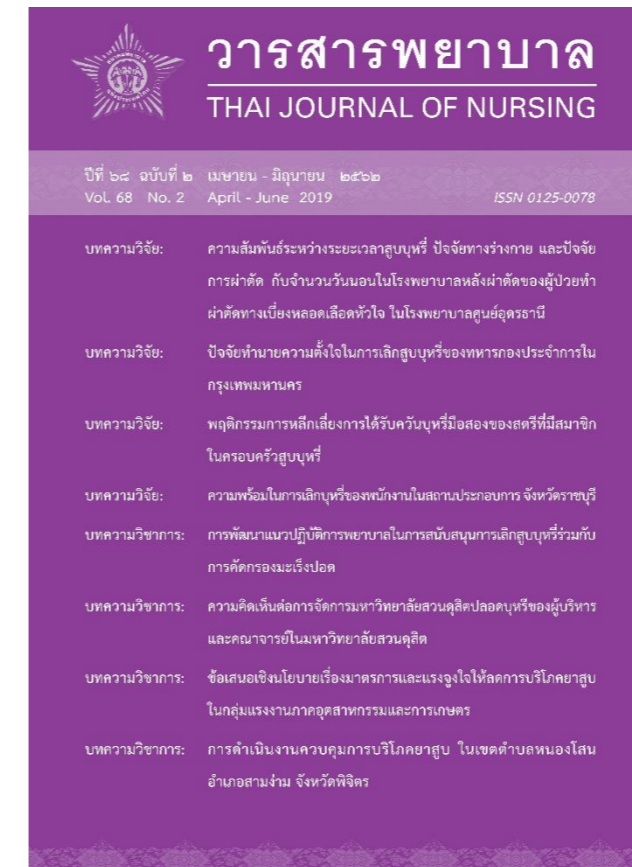 วารสารพยาบาล
THAI JOURNAL OF NURSING
ปีที่ ๖๘ ฉบับที่ ๒ เมษายน - มิถุนายน ๒๕๖๒
Vol. 68 No. 2 April - June 2019 ISSN 0125-0078
บทความวิจัย: ความสัมพันธ์ระหว่างระยะเวลาสูบบุหรี่ ปัจจัยทางร่างกาย และปัจจัย
การผ่าตัด กับจำนวนวันนอนในโรงพยาบาลหลังผ่าตัดของผู้ป่วยทำ
ผ่าตัดทางเบี่ยงหลอดเลือดหัวใจ ในโรงพยาบาลศูนย์อุดรธานี
บทความวิจัย: ปัจจัยทำนายความตั้งใจในการเลิกสูบบุหรี่ของทหารกองประจำการใน
กรุงเทพมหานคร
บทความวิจัย: พฤติกรรมการหลีกเลี่ยงการได้รับควันบุหรี่มือสองของสตรีที่มีสมาชิก
ในครอบครัวสูบบุหรี่
บทความวิจัย: ความพร้อมในการเลิกบุหรี่ของพนักงานในสถานประกอบการ จังหวัดราชบุรี
บทความวิชาการ: การพัฒนาแนวปฏิบัติการพยาบาลในการสนับสนุนการเลิกสูบบุหรี่ร่วมกับ
การคัดกรองมะเร็งปอด
บทความวิชาการ: ความคิดเห็นต่อการจัดการมหาวิทยาลัยสวนดุสิตปลอดบุหรี่ของผู้บริหาร
และคณาจารย์ในมหาวิทยาลัยสวนดุสิต
บทความวิชาการ: ข้อเสนอเชิงนโยบายเรื่องมาตรการและแรงจูงใจให้ลดการบริโภคยาสูบ
ในกลุ่มแรงงานภาคอุตสาหกรรมและการเกษตร
บทความวิชาการ: การดำเนินงานควบคุมการบริโภคยาสูบ ในเขตตำบลหนองโสน
อำเภอสามง่าม จังหวัดพิจิตร